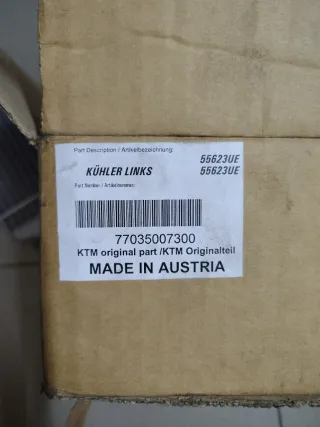 Part Description / Artikelbezeichnung:
55623UE
KÜHLER LINKS 55623UE
Part Number / Artikelnummer:
77035007300
KTM original part /KTM Originalteil
MADE IN AUSTRIA